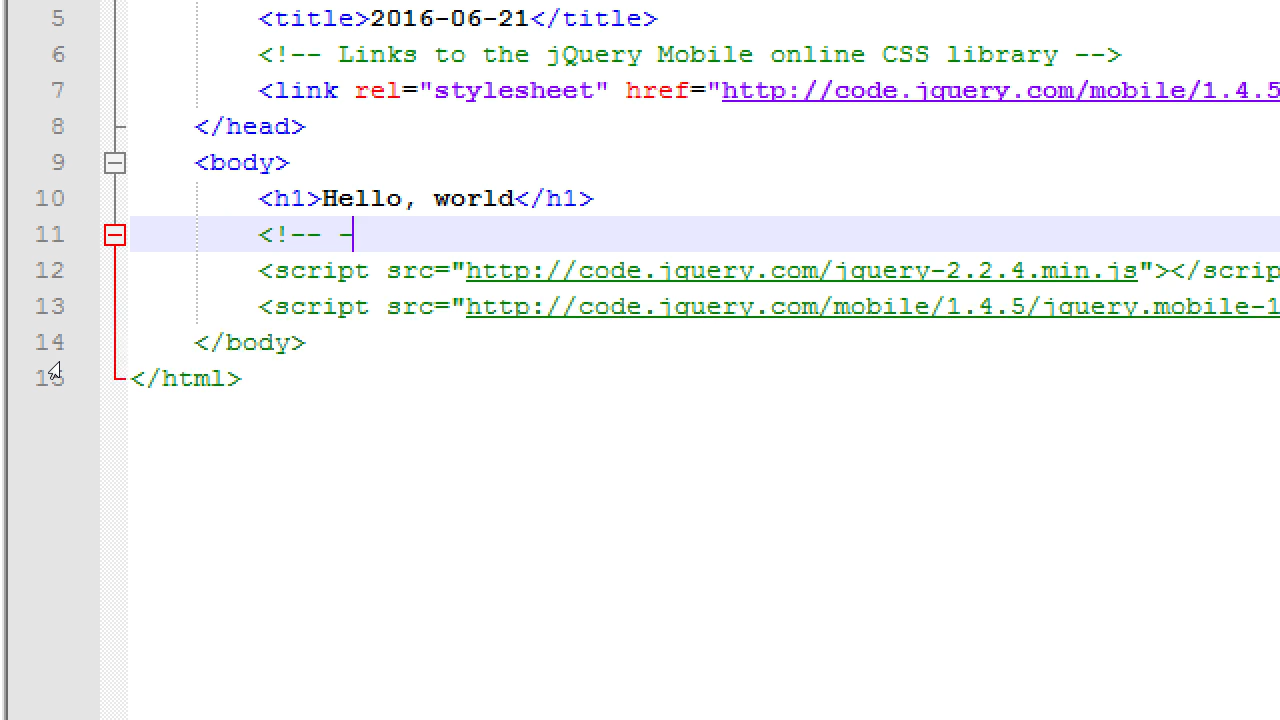 5 <title>2016-06-21</title>
6 <!-- Links to the jQuery Mobile online CSS library -->
7 <link rel="stylesheet" href="http://code.jquery.com/mobile/1.4.5
8 </head>
9 <body>
10 <h1>Hello, world</h1>
11 <!-- -
12 <script src="http://code.jquery.com/jquery-2.2.4.min.js"></scrip
13 <script src="http://code.jquery.com/mobile/1.4.5/jquery.mobile-1
14 </body>
15 </html>